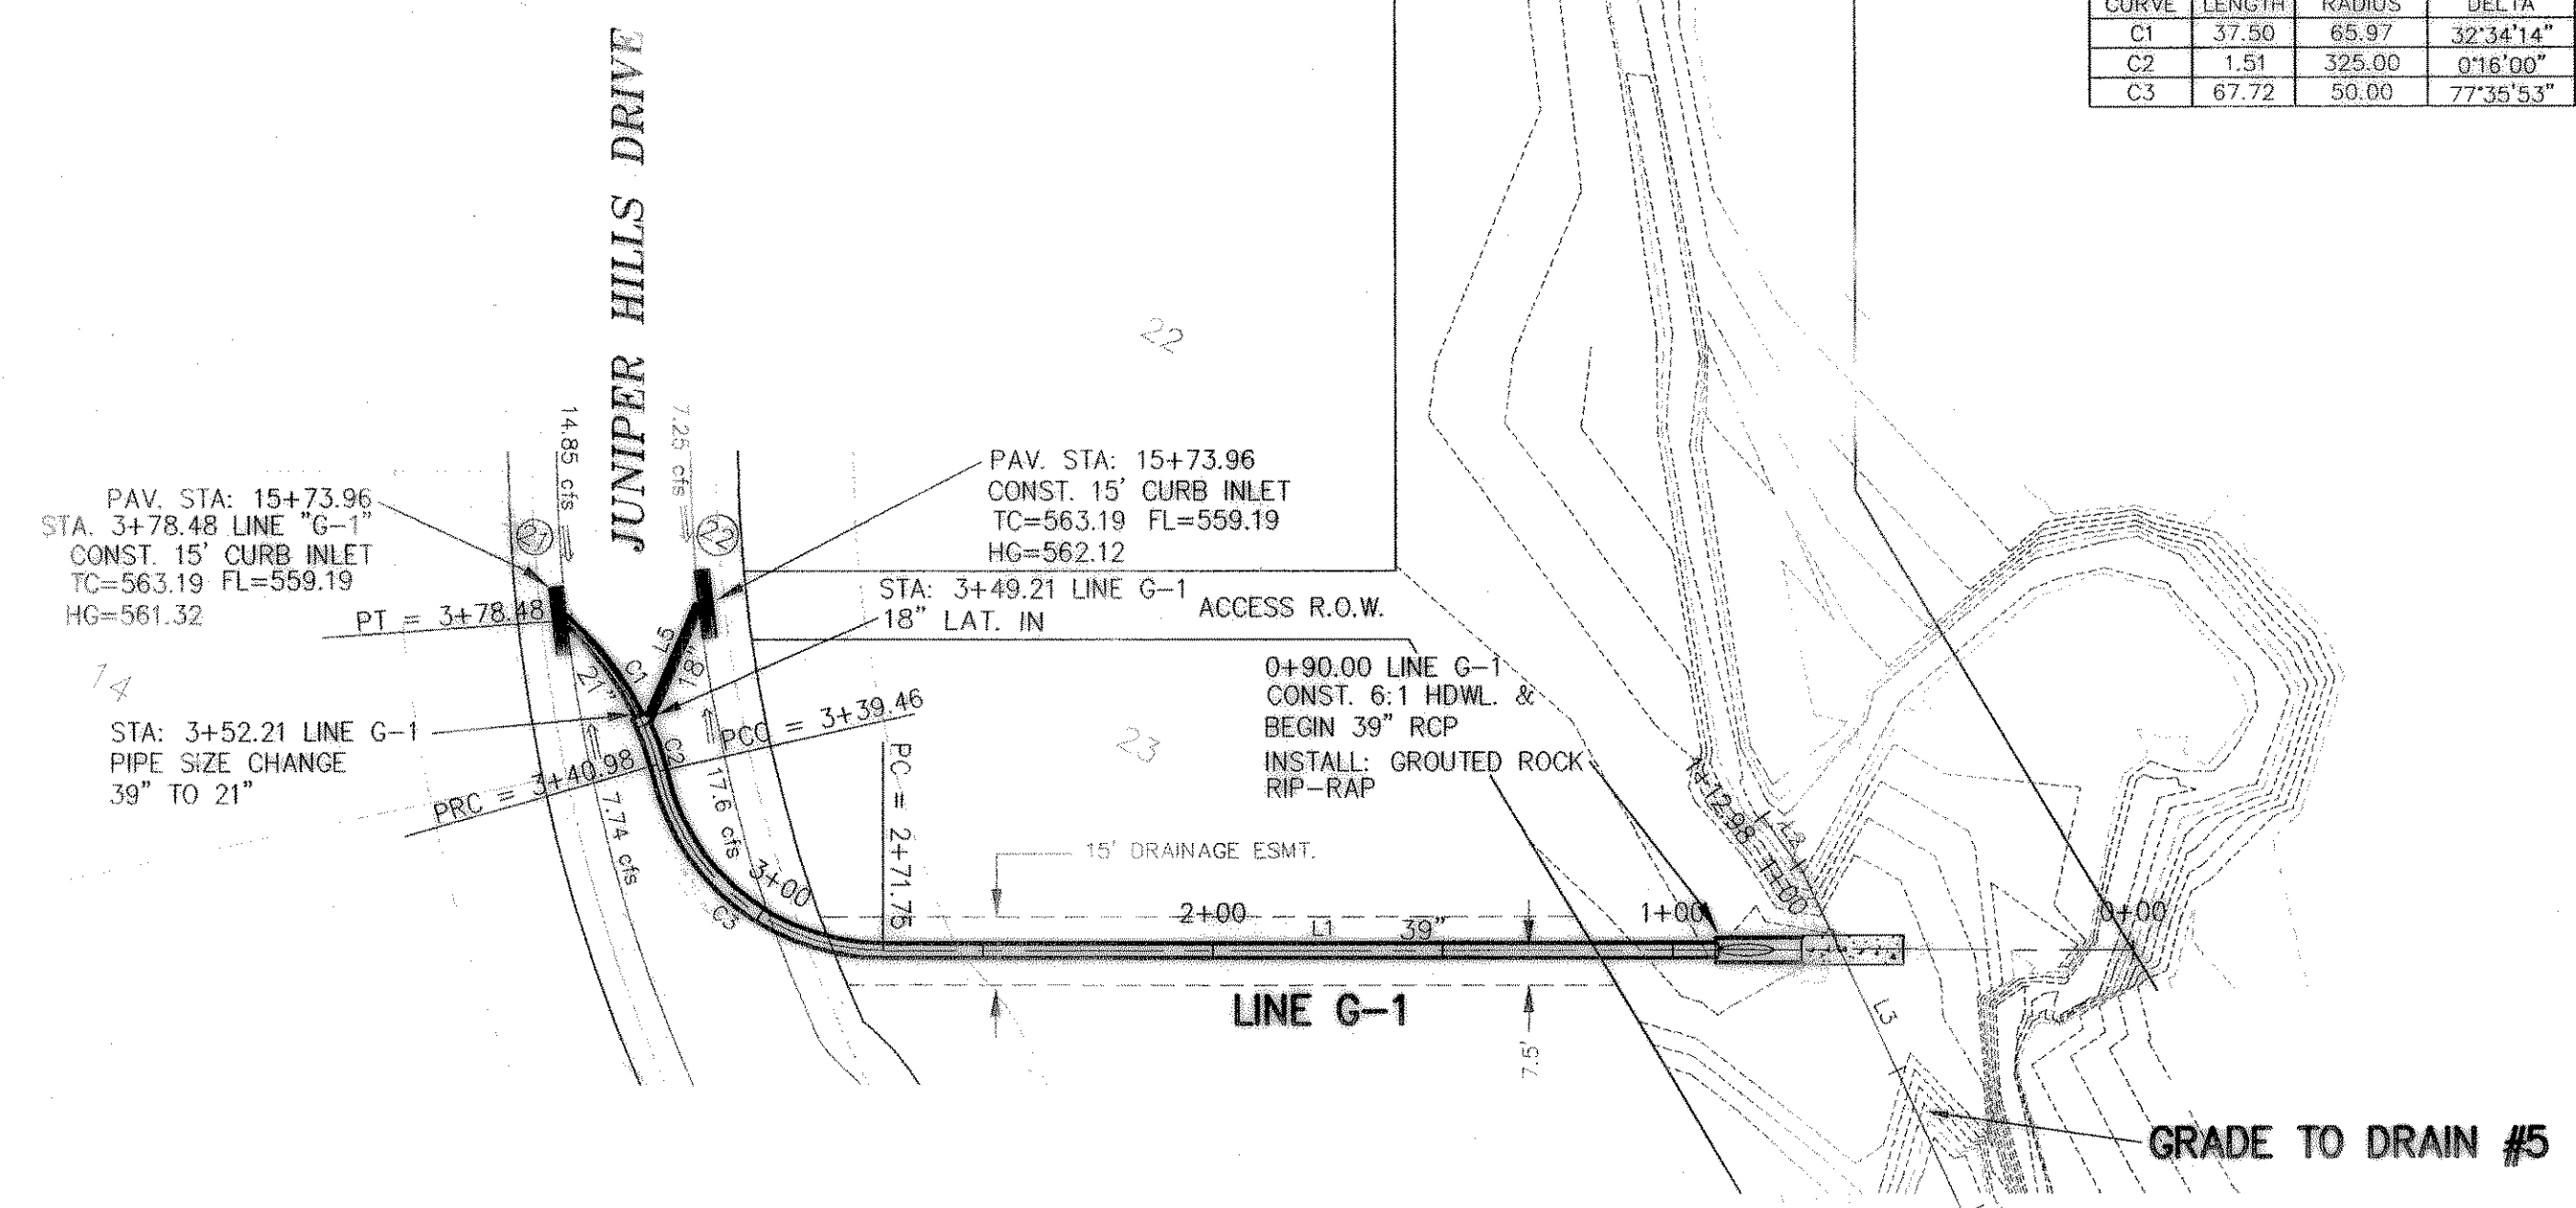 CURVE LENGTH RADIUS DELTA
C1 37.50 65.97 32°34'14"
C2 1.51 325.00 0°16'00"
C3 67.72 50.00 77°35'53"
JUNIPER HILLS DRIVE
22
14.85 cfs
7.25 cfs
PAV. STA: 15+73.96
STA. 3+78.48 LINE "G-1"
CONST. 15' CURB INLET
TC=563.19 FL=559.19
HG=561.32
21
22
PAV. STA: 15+73.96
CONST. 15' CURB INLET
TC=563.19 FL=559.19
HG=562.12
STA: 3+49.21 LINE G-1
18" LAT. IN
ACCESS R.O.W.
PT = 3+78.48
14
C1
21"
L5
18"
0+90.00 LINE G-1
CONST. 6:1 HDWL. &
BEGIN 39" RCP
INSTALL: GROUTED ROCK
RIP-RAP
STA: 3+52.21 LINE G-1
PIPE SIZE CHANGE
39" TO 21"
PCC = 3+39.46
C2
PRC = 3+40.98
7.74 cfs
17.6 cfs
23
PC = 2+71.75
15' DRAINAGE ESMT.
3+00
C3
2+00
L1
39"
1+00
0+00
LINE G-1
7.5'
L3
GRADE TO DRAIN #5